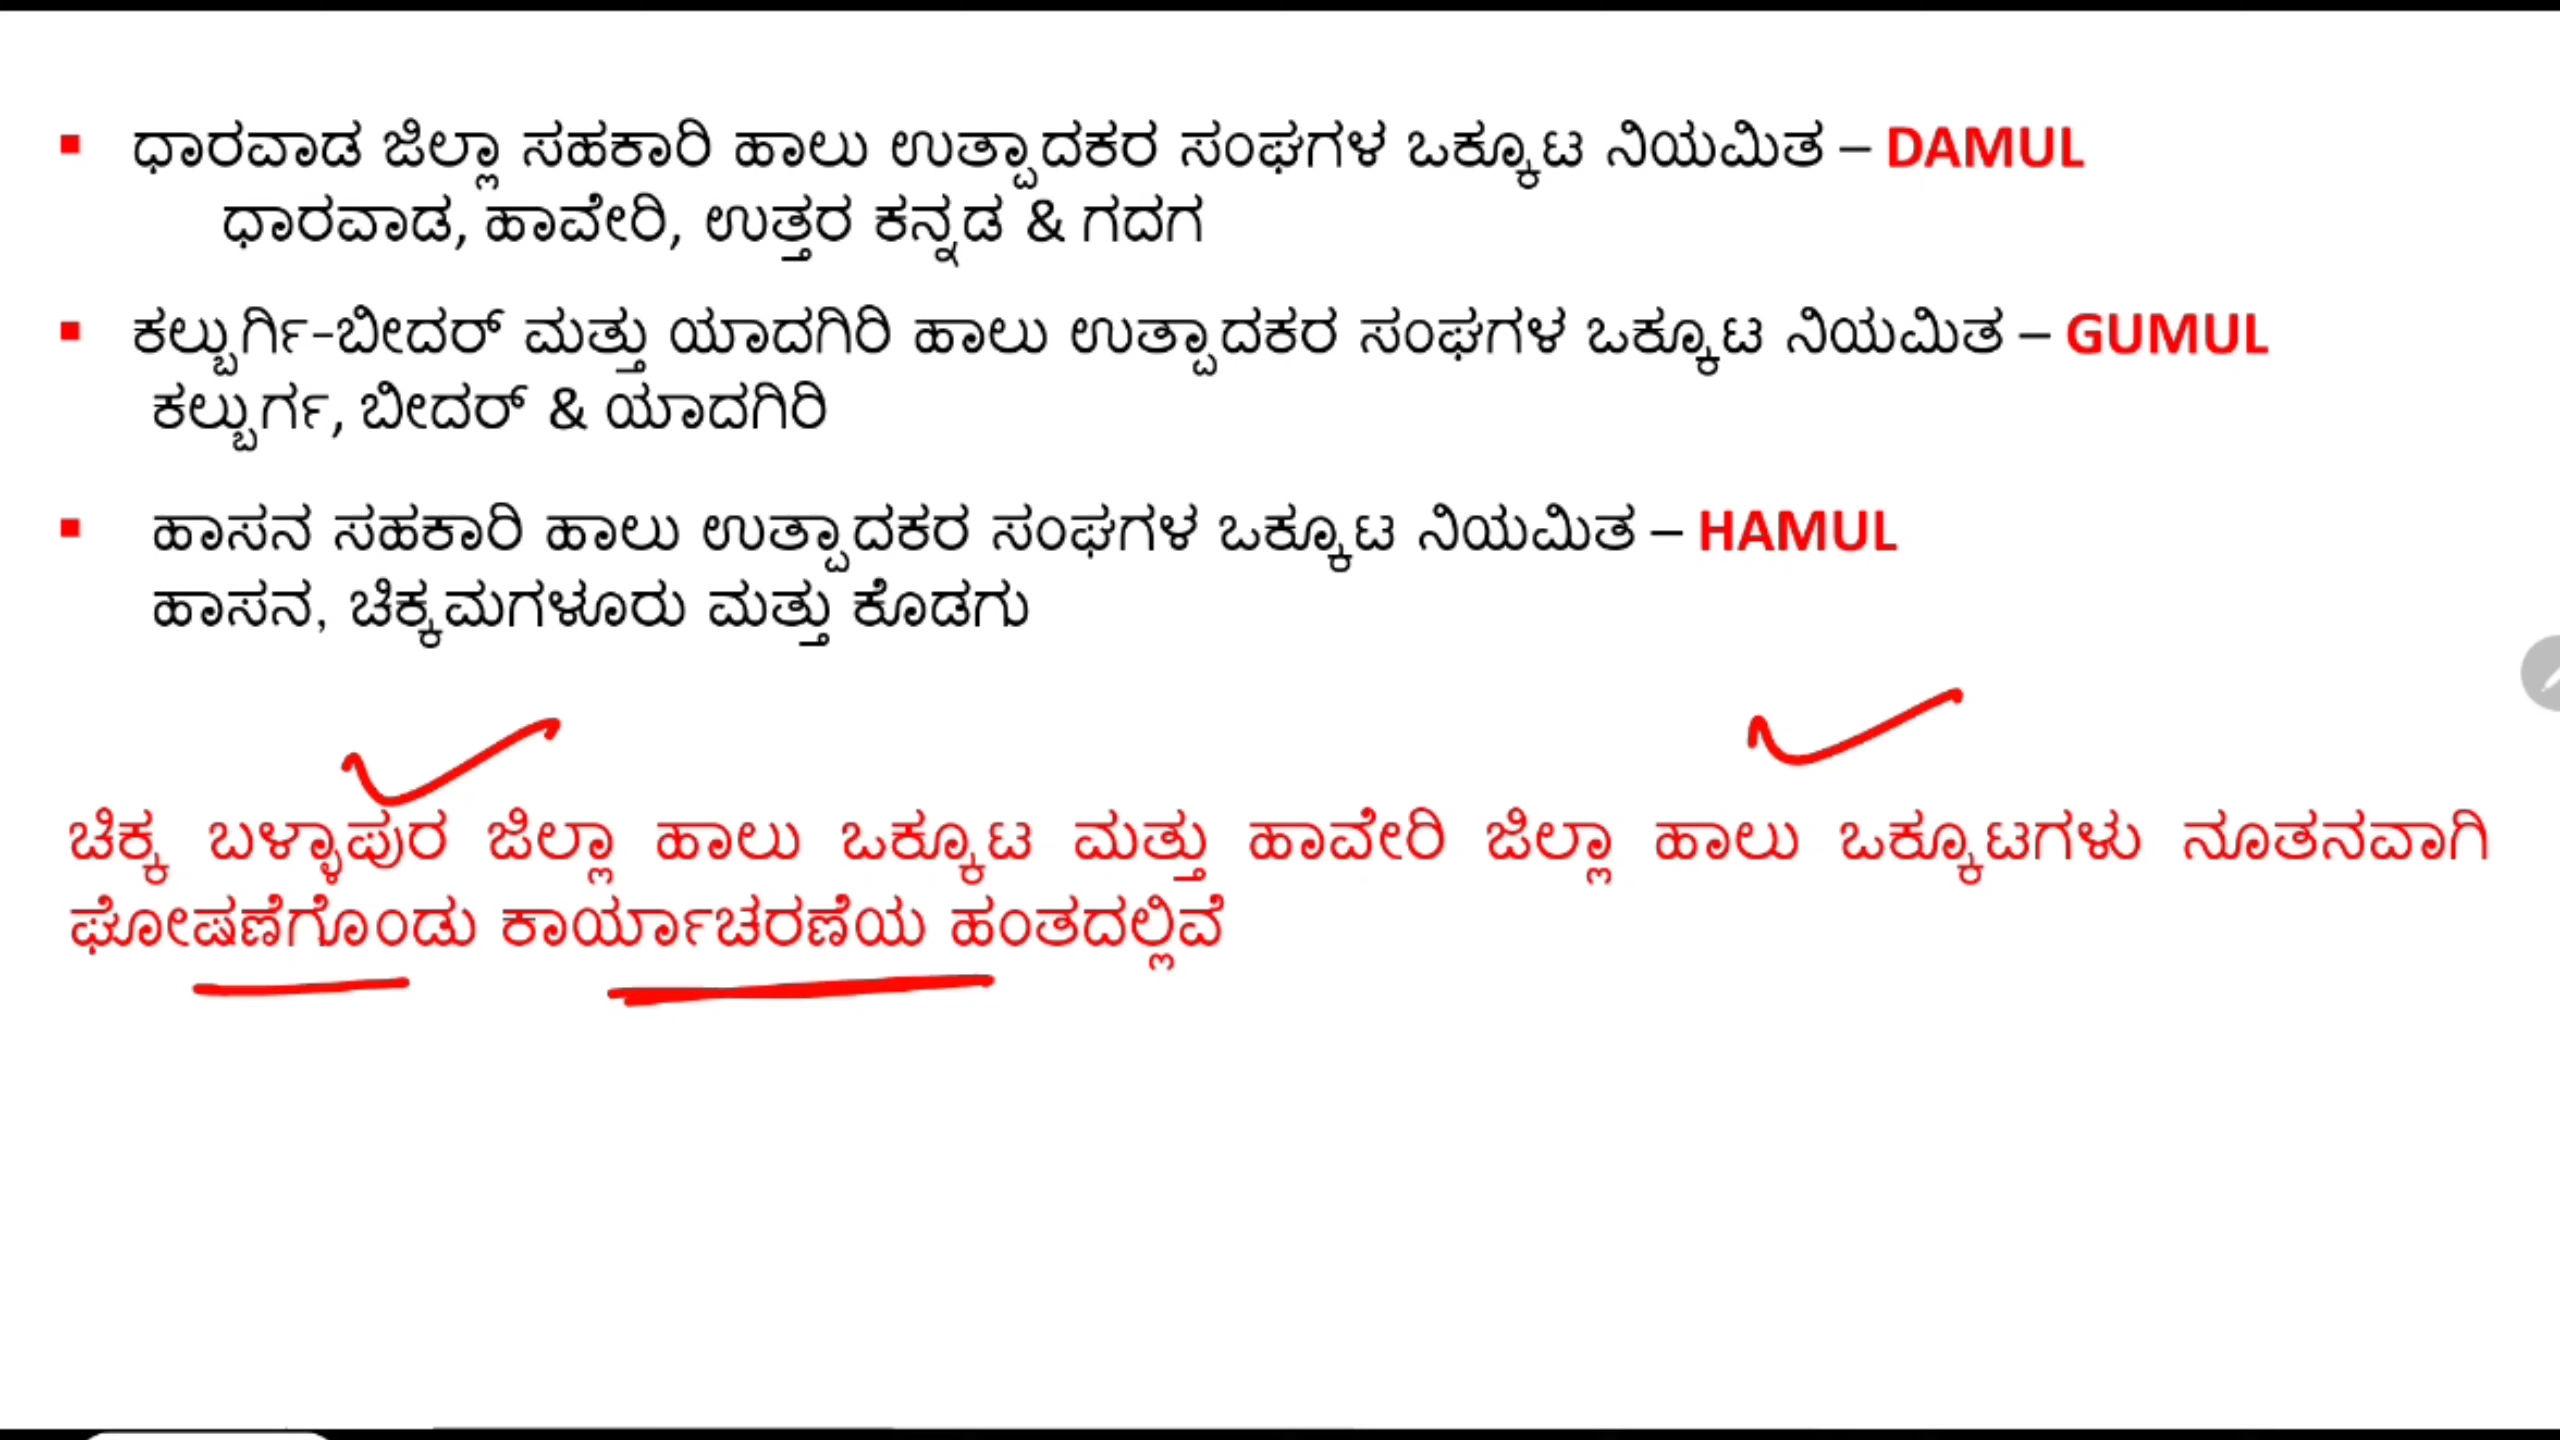 ▪ ಧಾರವಾಡ ಜಿಲ್ಲಾ ಸಹಕಾರಿ ಹಾಲು ಉತ್ಪಾದಕರ ಸಂಘಗಳ ಒಕ್ಕೂಟ ನಿಯಮಿತ – DAMUL
ಧಾರವಾಡ, ಹಾವೇರಿ, ಉತ್ತರ ಕನ್ನಡ & ಗದಗ
▪ ಕಲ್ಬುರ್ಗಿ-ಬೀದರ್ ಮತ್ತು ಯಾದಗಿರಿ ಹಾಲು ಉತ್ಪಾದಕರ ಸಂಘಗಳ ಒಕ್ಕೂಟ ನಿಯಮಿತ – GUMUL
ಕಲ್ಬುರ್ಗ, ಬೀದರ್ & ಯಾದಗಿರಿ
▪ ಹಾಸನ ಸಹಕಾರಿ ಹಾಲು ಉತ್ಪಾದಕರ ಸಂಘಗಳ ಒಕ್ಕೂಟ ನಿಯಮಿತ – HAMUL
ಹಾಸನ, ಚಿಕ್ಕಮಗಳೂರು ಮತ್ತು ಕೊಡಗು
ಚಿಕ್ಕ ಬಳ್ಳಾಪುರ ಜಿಲ್ಲಾ ಹಾಲು ಒಕ್ಕೂಟ ಮತ್ತು ಹಾವೇರಿ ಜಿಲ್ಲಾ ಹಾಲು ಒಕ್ಕೂಟಗಳು ನೂತನವಾಗಿ
ಘೋಷಣೆಗೊಂಡು ಕಾರ್ಯಾಚರಣೆಯ ಹಂತದಲ್ಲಿವೆ